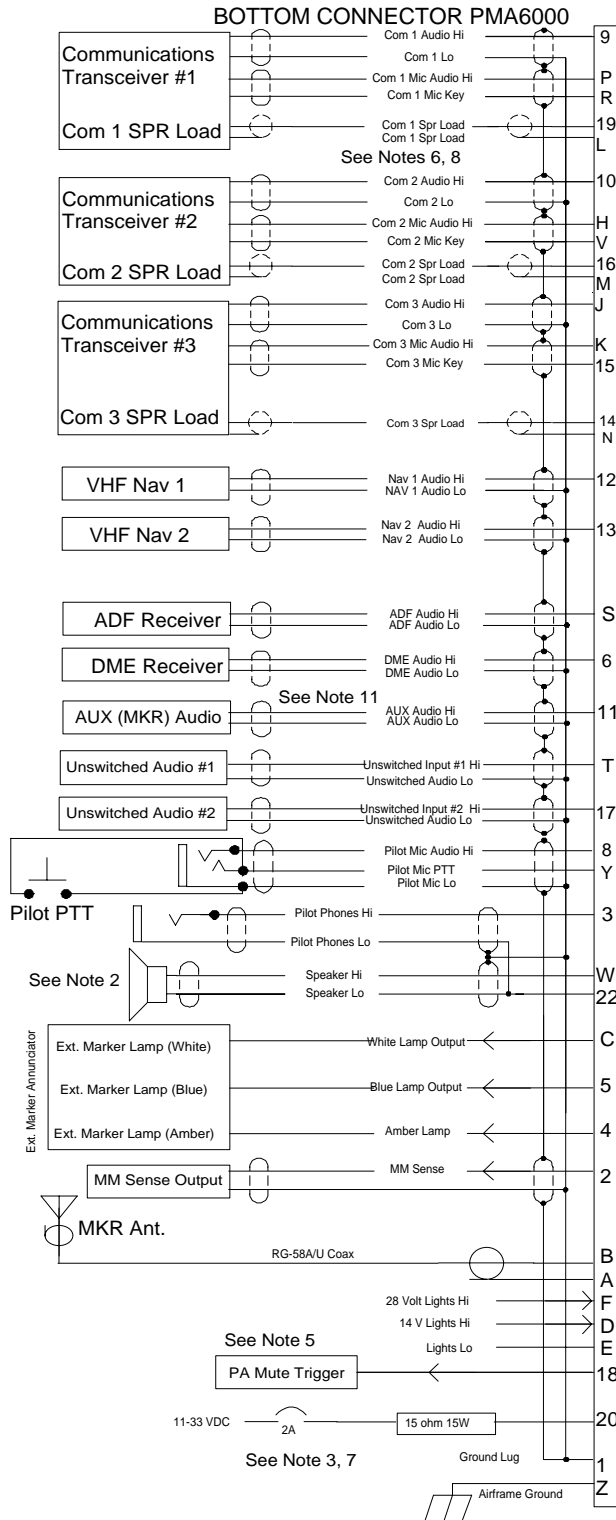 BOTTOM CONNECTOR PMA6000
Com 1 Audio Hi 9
Communications Com 1 Lo
Transceiver #1 Com 1 Mic Audio Hi P
Com 1 Mic Key R
Com 1 SPR Load Com 1 Spr Load 19
Com 1 Spr Load L
See Notes 6, 8
Com 2 Audio Hi 10
Communications Com 2 Lo
Transceiver #2 Com 2 Mic Audio Hi H
Com 2 Mic Key V
Com 2 SPR Load Com 2 Spr Load 16
Com 2 Spr Load M
Com 3 Audio Hi J
Communications Com 3 Lo
Transceiver #3 Com 3 Mic Audio Hi K
Com 3 Mic Key 15
Com 3 SPR Load Com 3 Spr Load 14
N
VHF Nav 1 Nav 1 Audio Hi 12
NAV 1 Audio Lo
VHF Nav 2 Nav 2 Audio Hi 13
Nav 2 Audio Lo
ADF Receiver ADF Audio Hi S
ADF Audio Lo
DME Receiver DME Audio Hi 6
DME Audio Lo
See Note 11
AUX (MKR) Audio AUX Audio Hi 11
AUX Audio Lo
Unswitched Audio #1 Unswitched Input #1 Hi T
Unswitched Audio Lo
Unswitched Audio #2 Unswitched Input #2 Hi 17
Unswitched Audio Lo
Pilot Mic Audio Hi 8
Pilot Mic PTT Y
Pilot Mic Lo
Pilot PTT
Pilot Phones Hi 3
Pilot Phones Lo
See Note 2 Speaker Hi W
Speaker Lo 22
Ext. Marker Annunciator
Ext. Marker Lamp (White) White Lamp Output C
Ext. Marker Lamp (Blue) Blue Lamp Output 5
Ext. Marker Lamp (Amber) Amber Lamp 4
MM Sense Output MM Sense 2
MKR Ant.
RG-58A/U Coax B
A
28 Volt Lights Hi F
14 V Lights Hi D
Lights Lo E
See Note 5
PA Mute Trigger 18
11-33 VDC 2A 15 ohm 15W 20
See Note 3, 7
Ground Lug 1
Airframe Ground Z